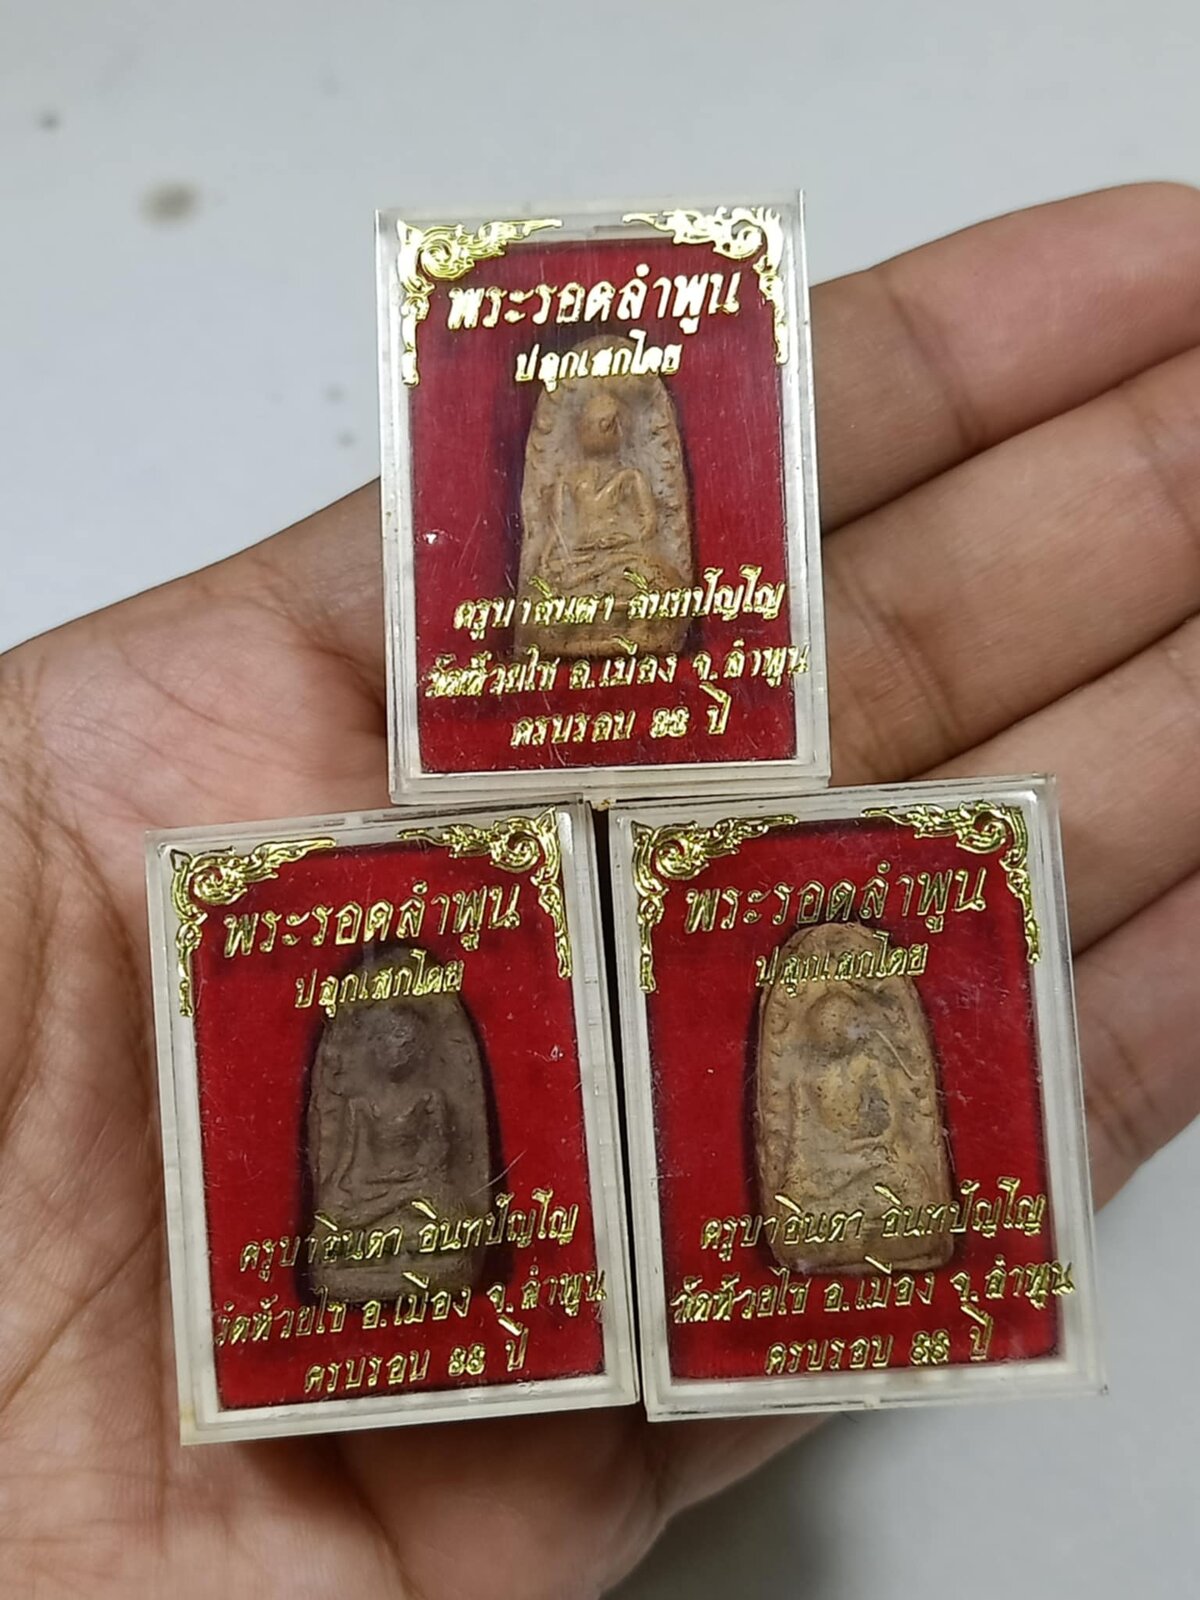 พระรอดลำพูน
ปลุกเสกโดย
ครูบาอินตา อินทปัญโญ
วัดห้วยไซ อ.เมือง จ.ลำพูน
ครบรอบ 88 ปี
พระรอดลำพูน
ปลุกเสกโดย
ครูบาอินตา อินทปัญโญ
วัดห้วยไซ อ.เมือง จ.ลำพูน
ครบรอบ 88 ปี
พระรอดลำพูน
ปลุกเสกโดย
ครูบาอินตา อินทปัญโญ
วัดห้วยไซ อ.เมือง จ.ลำพูน
ครบรอบ 88 ปี